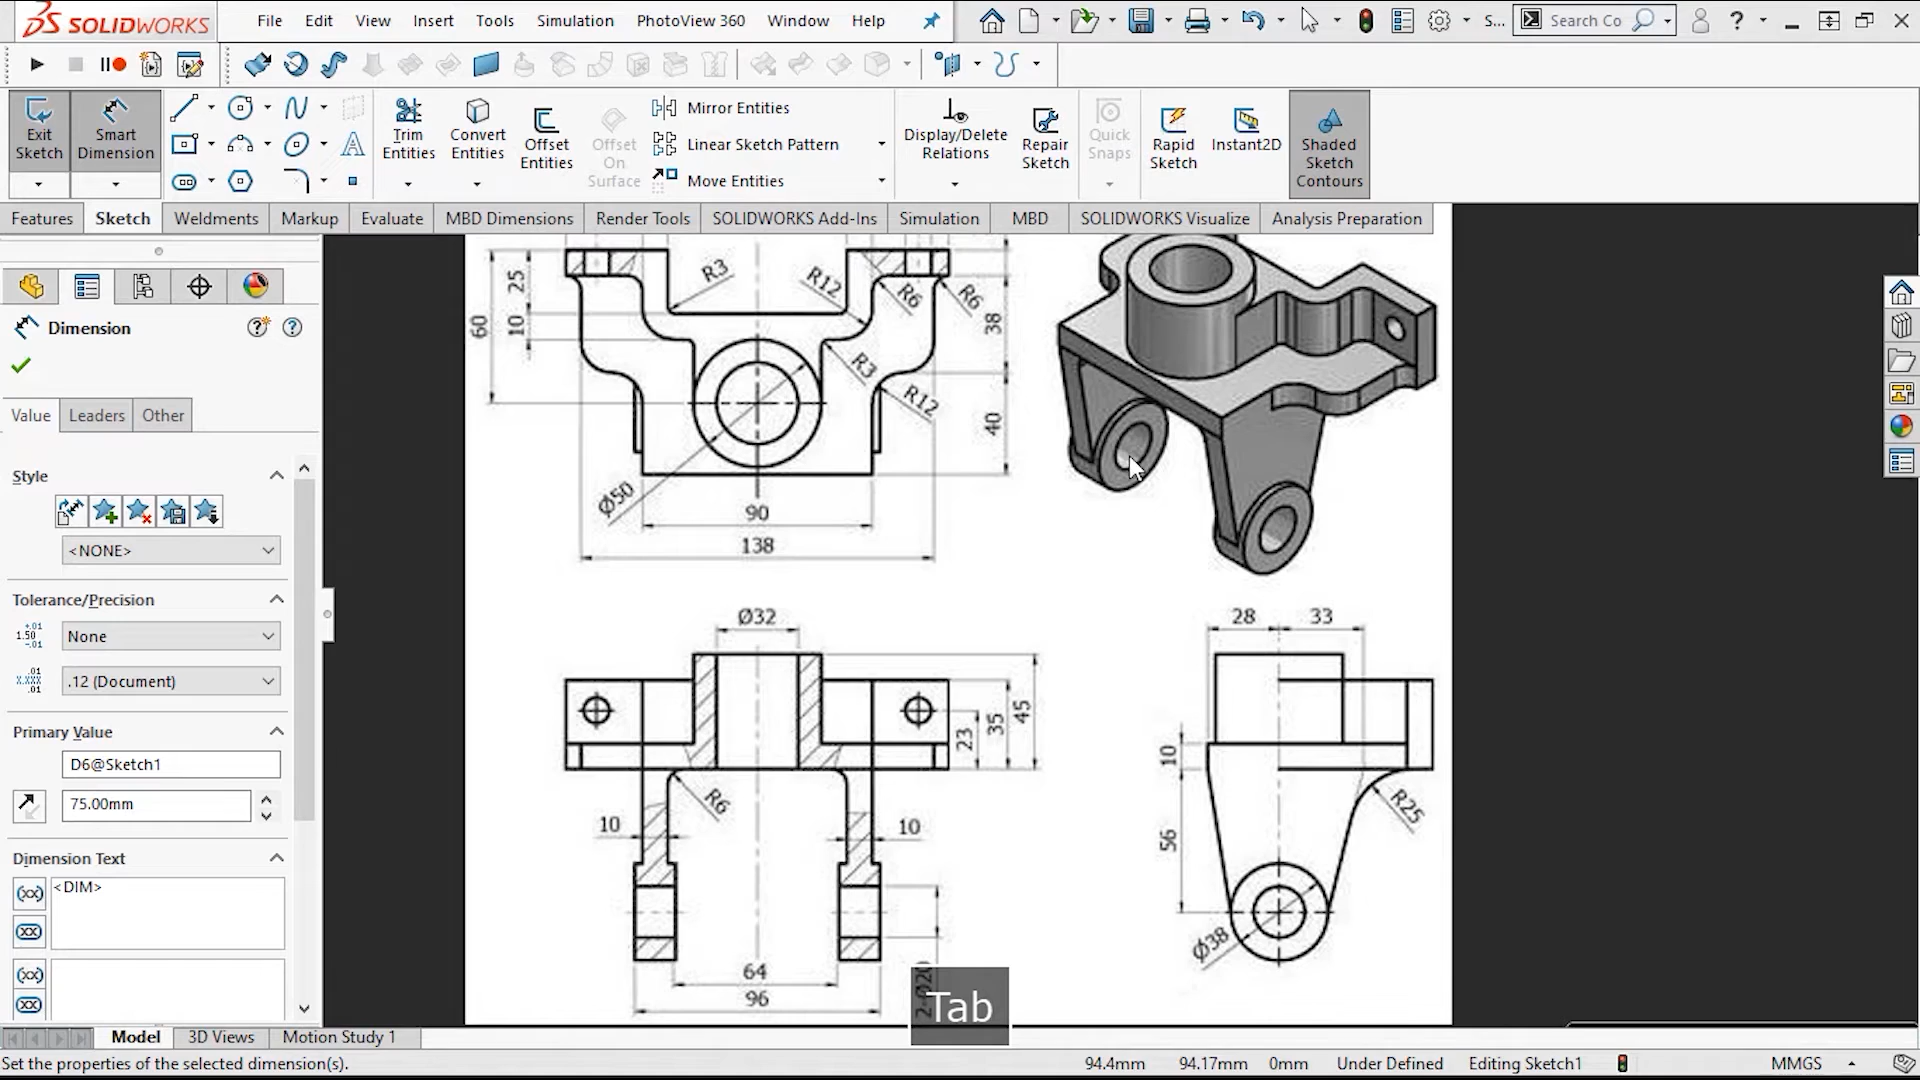 SOLIDWORKS File Edit View Insert Tools Simulation PhotoView 360 Window Help S... Search Co
Exit Sketch
Smart Dimension
Trim Entities
Convert Entities
Offset Entities
Offset On Surface
Mirror Entities
Linear Sketch Pattern
Move Entities
Display/Delete Relations
Repair Sketch
Quick Snaps
Rapid Sketch
Instant2D
Shaded Sketch Contours
Features Sketch Weldments Markup Evaluate MBD Dimensions Render Tools SOLIDWORKS Add-Ins Simulation MBD SOLIDWORKS Visualize Analysis Preparation
Dimension
Value Leaders Other
Style
<NONE>
Tolerance/Precision
None
.12 (Document)
Primary Value
D6@Sketch1
75.00mm
Dimension Text
<DIM>
25
60
10
R3
R12
R6
R6
38
R3
R12
40
Ø50
90
138
Ø32
23
35
45
R6
10
10
64
96
2-Ø20
Tab
28
33
10
56
R25
Ø38
Model 3D Views Motion Study 1
Set the properties of the selected dimension(s). 94.4mm 94.17mm 0mm Under Defined Editing Sketch1 MMGS